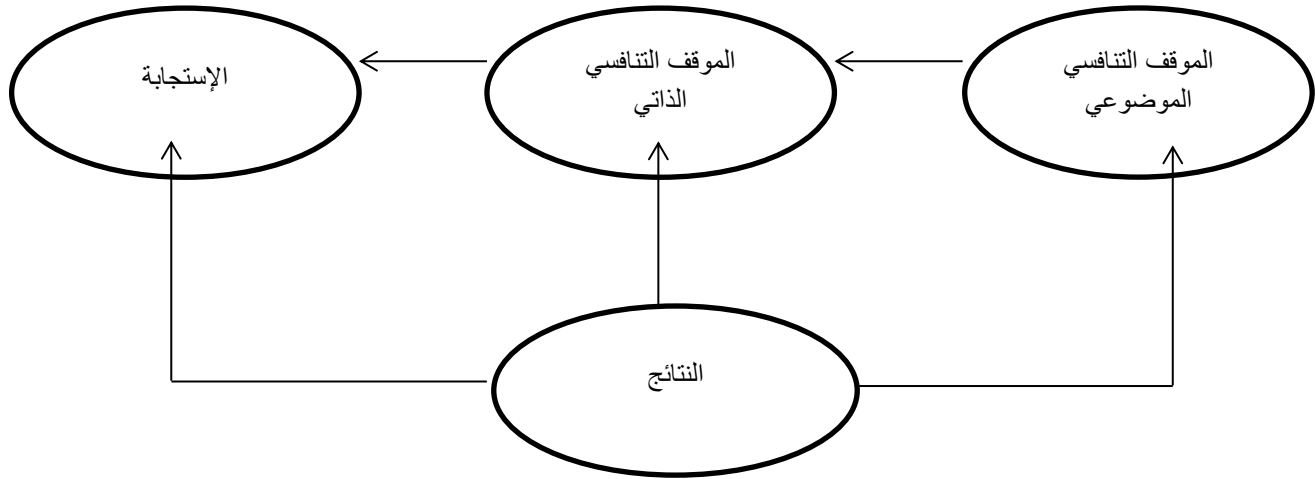 الموقف التنافسي
الموضوعي
الموقف التنافسي
الذاتي
الإستجابة
النتائج